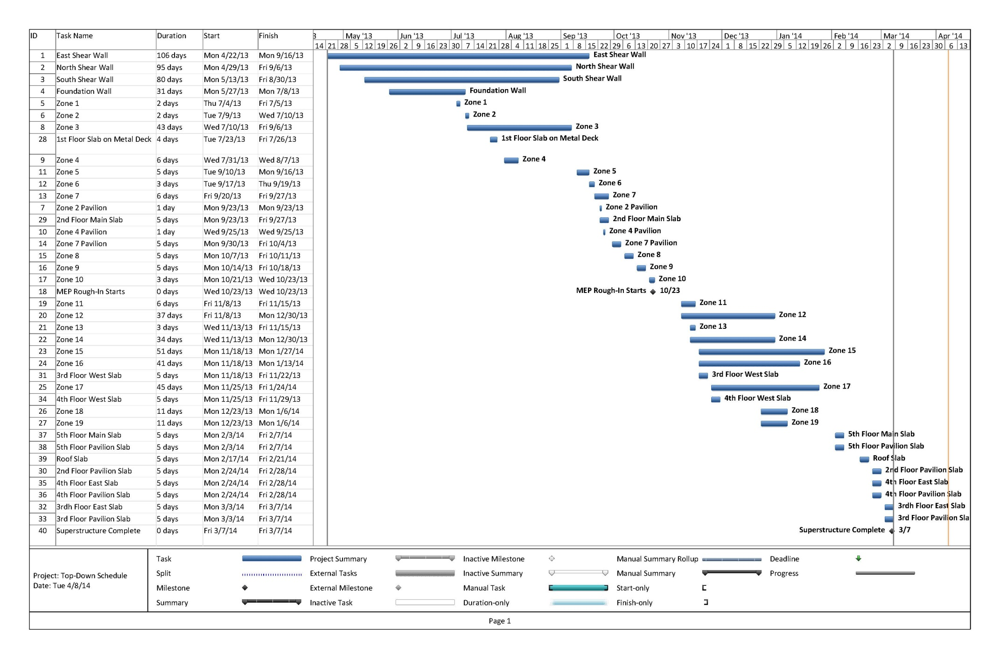 ID Task Name Duration Start Finish 3 May '13 Jun '13 Jul '13 Aug '13 Sep '13 Oct '13 Nov '13 Dec '13 Jan '14 Feb '14 Mar '14 Apr '14
14 21 28 5 12 19 26 2 9 16 23 30 7 14 21 28 4 11 18 25 1 8 15 22 29 6 13 20 27 3 10 17 24 1 8 15 22 29 5 12 19 26 2 9 16 23 2 9 16 23 30 6 13
1 East Shear Wall 106 days Mon 4/22/13 Mon 9/16/13 East Shear Wall
2 North Shear Wall 95 days Mon 4/29/13 Fri 9/6/13 North Shear Wall
3 South Shear Wall 80 days Mon 5/13/13 Fri 8/30/13 South Shear Wall
4 Foundation Wall 31 days Mon 5/27/13 Mon 7/8/13 Foundation Wall
5 Zone 1 2 days Thu 7/4/13 Fri 7/5/13 Zone 1
6 Zone 2 2 days Tue 7/9/13 Wed 7/10/13 Zone 2
8 Zone 3 43 days Wed 7/10/13 Fri 9/6/13 Zone 3
28 1st Floor Slab on Metal Deck 4 days Tue 7/23/13 Fri 7/26/13 1st Floor Slab on Metal Deck
9 Zone 4 6 days Wed 7/31/13 Wed 8/7/13 Zone 4
11 Zone 5 5 days Tue 9/10/13 Mon 9/16/13 Zone 5
12 Zone 6 3 days Tue 9/17/13 Thu 9/19/13 Zone 6
13 Zone 7 6 days Fri 9/20/13 Fri 9/27/13 Zone 7
7 Zone 2 Pavilion 1 day Mon 9/23/13 Mon 9/23/13 Zone 2 Pavilion
29 2nd Floor Main Slab 5 days Mon 9/23/13 Fri 9/27/13 2nd Floor Main Slab
10 Zone 4 Pavilion 1 day Wed 9/25/13 Wed 9/25/13 Zone 4 Pavilion
14 Zone 7 Pavilion 5 days Mon 9/30/13 Fri 10/4/13 Zone 7 Pavilion
15 Zone 8 5 days Mon 10/7/13 Fri 10/11/13 Zone 8
16 Zone 9 5 days Mon 10/14/13 Fri 10/18/13 Zone 9
17 Zone 10 3 days Mon 10/21/13 Wed 10/23/13 Zone 10
18 MEP Rough-In Starts 0 days Wed 10/23/13 Wed 10/23/13 MEP Rough-In Starts 10/23
19 Zone 11 6 days Fri 11/8/13 Fri 11/15/13 Zone 11
20 Zone 12 37 days Fri 11/8/13 Mon 12/30/13 Zone 12
21 Zone 13 3 days Wed 11/13/13 Fri 11/15/13 Zone 13
22 Zone 14 34 days Wed 11/13/13 Mon 12/30/13 Zone 14
23 Zone 15 51 days Mon 11/18/13 Mon 1/27/14 Zone 15
24 Zone 16 41 days Mon 11/18/13 Mon 1/13/14 Zone 16
31 3rd Floor West Slab 5 days Mon 11/18/13 Fri 11/22/13 3rd Floor West Slab
25 Zone 17 45 days Mon 11/25/13 Fri 1/24/14 Zone 17
34 4th Floor West Slab 5 days Mon 11/25/13 Fri 11/29/13 4th Floor West Slab
26 Zone 18 11 days Mon 12/23/13 Mon 1/6/14 Zone 18
27 Zone 19 11 days Mon 12/23/13 Mon 1/6/14 Zone 19
37 5th Floor Main Slab 5 days Mon 2/3/14 Fri 2/7/14 5th Floor Main Slab
38 5th Floor Pavilion Slab 5 days Mon 2/3/14 Fri 2/7/14 5th Floor Pavilion Slab
39 Roof Slab 5 days Mon 2/17/14 Fri 2/21/14 Roof Slab
30 2nd Floor Pavilion Slab 5 days Mon 2/24/14 Fri 2/28/14 2nd Floor Pavilion Slab
35 4th Floor East Slab 5 days Mon 2/24/14 Fri 2/28/14 4th Floor East Slab
36 4th Floor Pavilion Slab 5 days Mon 2/24/14 Fri 2/28/14 4th Floor Pavilion Slab
32 3rdh Floor East Slab 5 days Mon 3/3/14 Fri 3/7/14 3rdh Floor East Slab
33 3rd Floor Pavilion Slab 5 days Mon 3/3/14 Fri 3/7/14 3rd Floor Pavilion Sla
40 Superstructure Complete 0 days Fri 3/7/14 Fri 3/7/14 Superstructure Complete 3/7
Project: Top-Down Schedule
Date: Tue 4/8/14
Task Project Summary Inactive Milestone Manual Summary Rollup Deadline
Split External Tasks Inactive Summary Manual Summary Progress
Milestone External Milestone Manual Task Start-only
Summary Inactive Task Duration-only Finish-only
Page 1